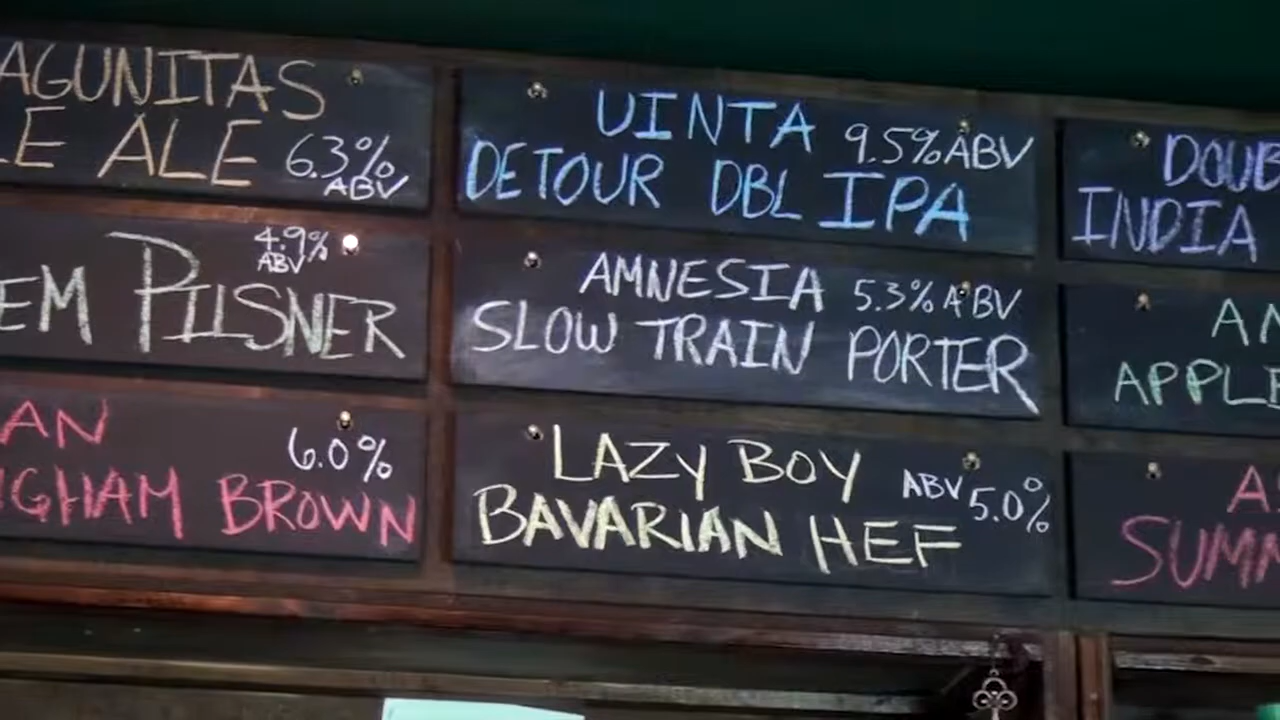 AGUNITAS
LE ALE 6.3%
ABV
4.9%
ABV
EM PILSNER
AN 6.0%
GHAM BROWN
UINTA 9.5% ABV
DETOUR DBL IPA
AMNESIA 5.3% ABV
SLOW TRAIN PORTER
LAZY BOY ABV 5.0%
BAVARIAN HEF
DOUB
INDIA
AN
APPLE
A
SUMM